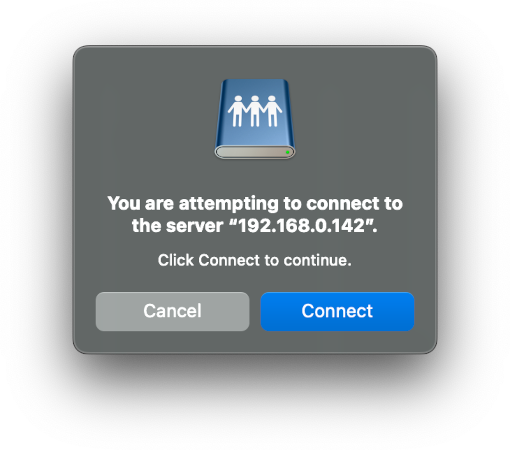 You are attempting to connect to
the server “192.168.0.142”.
Click Connect to continue.
Cancel
Connect